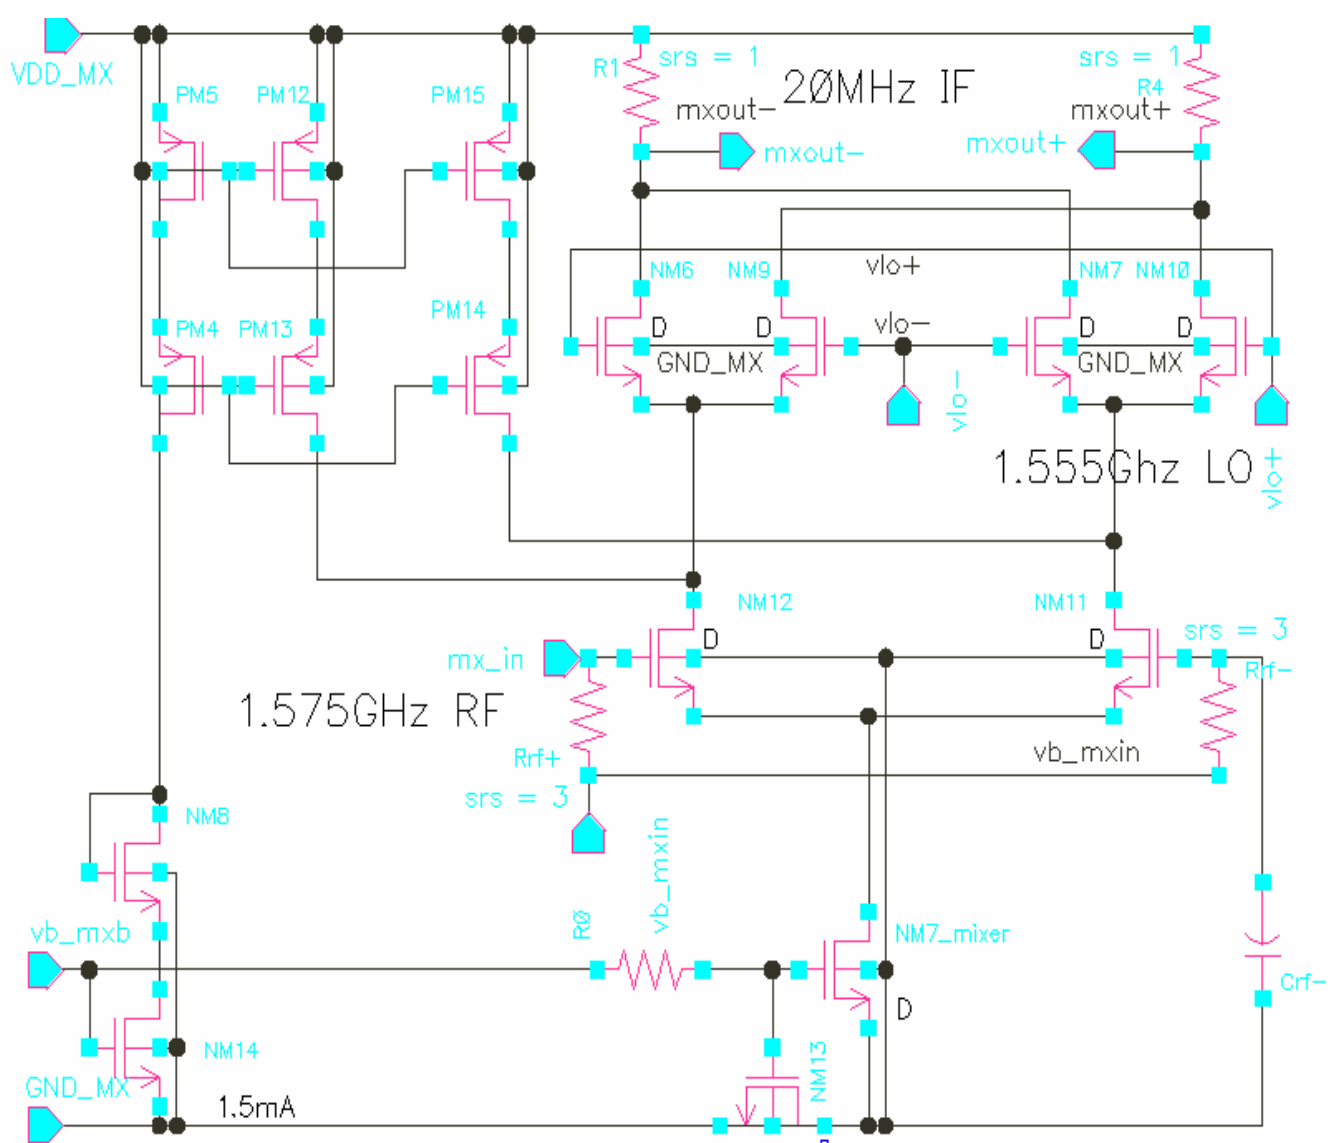 VDD_MX
PM5
PM12
PM15
R1
srs = 1
20MHz IF
srs = 1
R4
mxout-
mxout+
mxout-
mxout+
PM4
PM13
PM14
NM6
NM9
vlo+
NM7
NM10
D
D
vlo-
D
D
GND_MX
GND_MX
vlo-
1.555Ghz LO
vlo+
NM12
NM11
mx_in
D
D
srs = 3
Rrf-
1.575GHz RF
Rrf+
vb_mxin
srs = 3
NM8
vb_mxb
R0
vb_mxin
NM7_mixer
Crf-
D
NM14
GND_MX
NM13
1.5mA